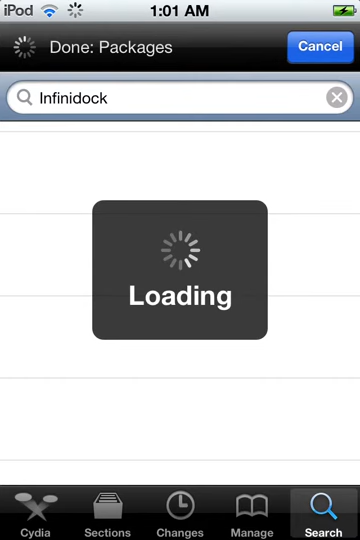 iPod 1:01 AM
Done: Packages Cancel
Infinidock
Loading
Cydia Sections Changes Manage Search